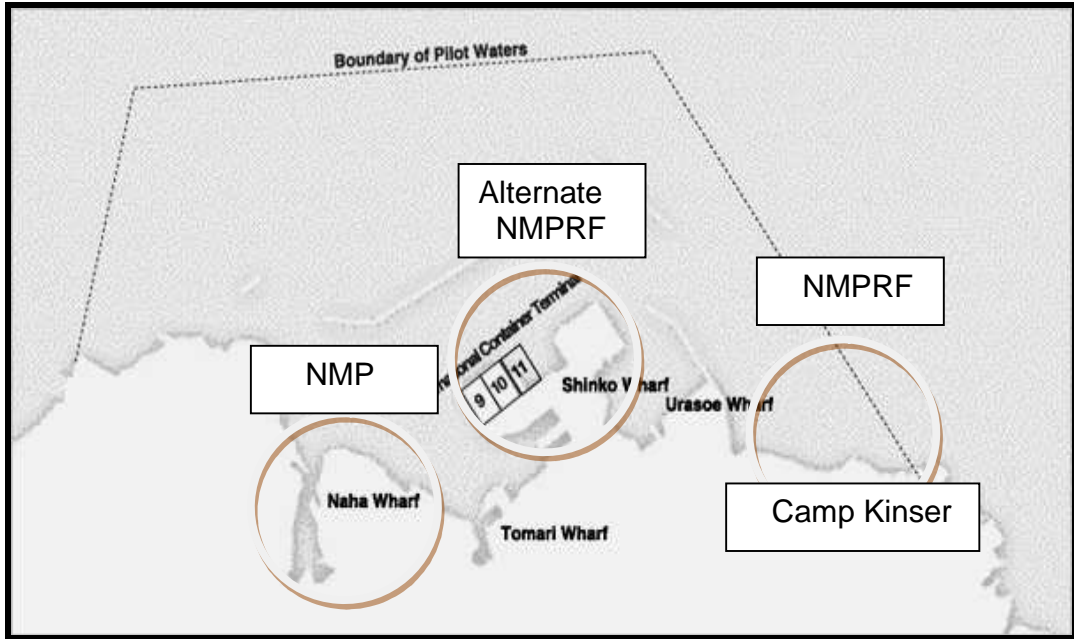 Boundary of Pilot Waters
Alternate
NMPRF
NMPRF
NMP
national Container Terminal
9 10 11
Shinko Wharf
Urasoe Wharf
Naha Wharf
Camp Kinser
Tomari Wharf